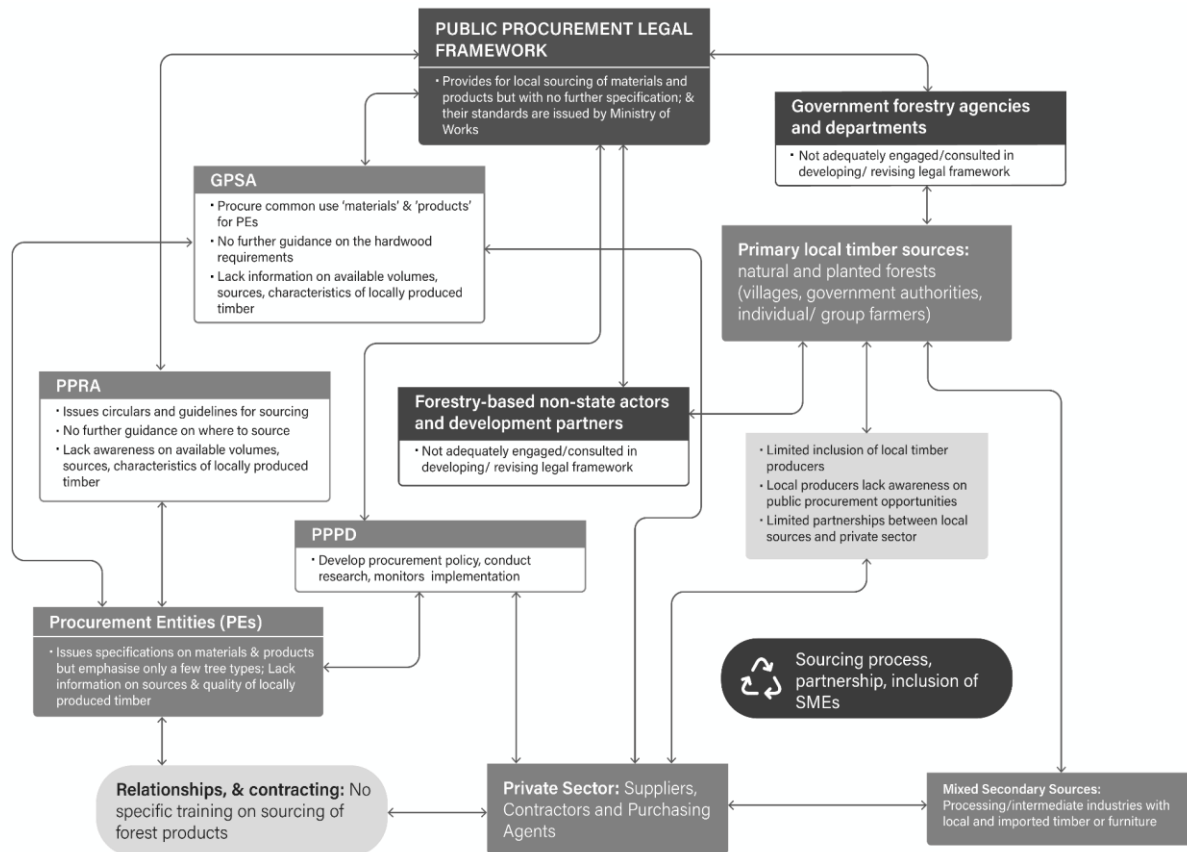 PUBLIC PROCUREMENT LEGAL
FRAMEWORK
• Provides for local sourcing of materials and
products but with no further specification; &
their standards are issued by Ministry of
Works
Government forestry agencies
and departments
• Not adequately engaged/consulted in
developing/ revising legal framework
GPSA
• Procure common use ‘materials’ & ’products’
for PEs
• No further guidance on the hardwood
requirements
• Lack information on available volumes,
sources, characteristics of locally produced
timber
Primary local timber sources:
natural and planted forests
(villages, government authorities,
individual/ group farmers)
PPRA
• Issues circulars and guidelines for sourcing
• No further guidance on where to source
• Lack awareness on available volumes,
sources, characteristics of locally produced
timber
Forestry-based non-state actors
and development partners
• Not adequately engaged/consulted in
developing/ revising legal framework
• Limited inclusion of local timber
producers
• Local producers lack awareness on
public procurement opportunities
• Limited partnerships between local
sources and private sector
PPPD
• Develop procurement policy, conduct
research, monitors implementation
Procurement Entities (PEs)
• Issues specifications on materials & products
but emphasise only a few tree types; Lack
information on sources & quality of locally
produced timber
Sourcing process,
partnership, inclusion of
SMEs
Relationships, & contracting: No
specific training on sourcing of
forest products
Private Sector: Suppliers,
Contractors and Purchasing
Agents
Mixed Secondary Sources:
Processing/intermediate industries with
local and imported timber or furniture